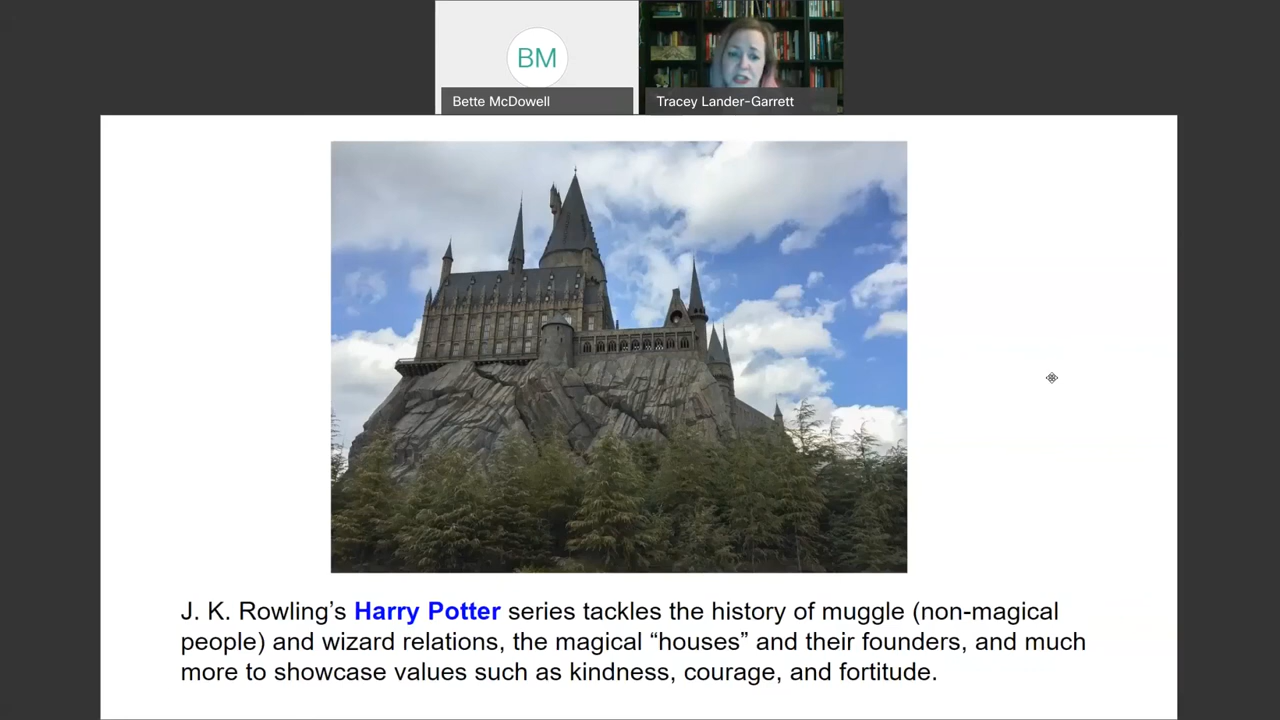 BM
Bette McDowell
Tracey Lander-Garrett
J. K. Rowling’s Harry Potter series tackles the history of muggle (non-magical
people) and wizard relations, the magical “houses” and their founders, and much
more to showcase values such as kindness, courage, and fortitude.